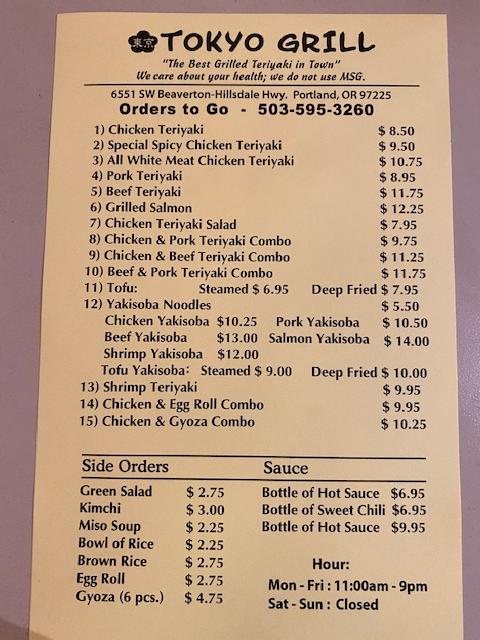 東京 TOKYO GRILL
"The Best Grilled Teriyaki in Town"
We care about your health; we do not use MSG.
6551 SW Beaverton-Hillsdale Hwy. Portland, OR 97225
Orders to Go - 503-595-3260
1) Chicken Teriyaki $ 8.50
2) Special Spicy Chicken Teriyaki $ 9.50
3) All White Meat Chicken Teriyaki $ 10.75
4) Pork Teriyaki $ 8.95
5) Beef Teriyaki $ 11.75
6) Grilled Salmon $ 12.25
7) Chicken Teriyaki Salad $ 7.95
8) Chicken & Pork Teriyaki Combo $ 9.75
9) Chicken & Beef Teriyaki Combo $ 11.25
10) Beef & Pork Teriyaki Combo $ 11.75
11) Tofu: Steamed $ 6.95 Deep Fried $ 7.95
12) Yakisoba Noodles $ 5.50
Chicken Yakisoba $10.25 Pork Yakisoba $ 10.50
Beef Yakisoba $13.00 Salmon Yakisoba $ 14.00
Shrimp Yakisoba $12.00
Tofu Yakisoba: Steamed $ 9.00 Deep Fried $ 10.00
13) Shrimp Teriyaki $ 9.95
14) Chicken & Egg Roll Combo $ 9.95
15) Chicken & Gyoza Combo $ 10.25
Side Orders
Green Salad $ 2.75
Kimchi $ 3.00
Miso Soup $ 2.25
Bowl of Rice $ 2.25
Brown Rice $ 2.75
Egg Roll $ 2.75
Gyoza (6 pcs.) $ 4.75
Sauce
Bottle of Hot Sauce $6.95
Bottle of Sweet Chili $6.95
Bottle of Hot Sauce $9.95
Hour:
Mon - Fri : 11:00am - 9pm
Sat - Sun : Closed